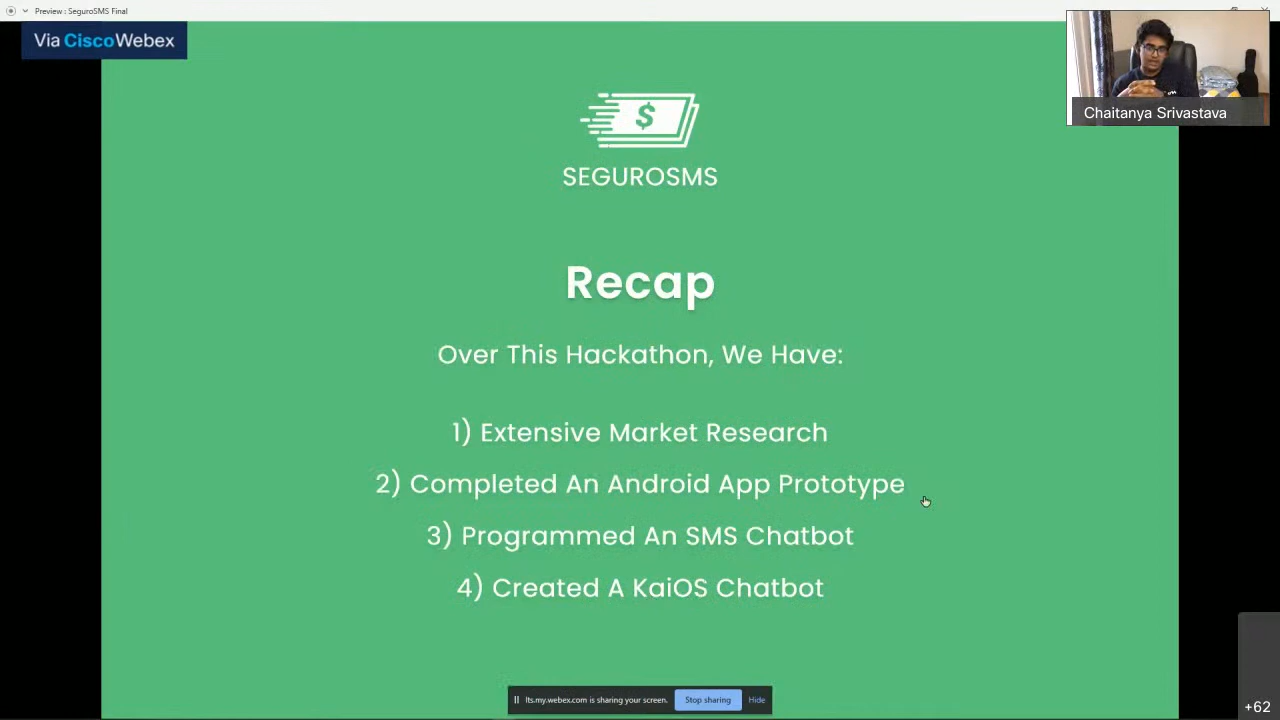 Preview : SeguroSMS Final
Via CiscoWebex
Chaitanya Srivastava
$
SEGUROSMS
Recap
Over This Hackathon, We Have:
1) Extensive Market Research
2) Completed An Android App Prototype
3) Programmed An SMS Chatbot
4) Created A KaiOS Chatbot
lts.my.webex.com is sharing your screen. Stop sharing Hide
+62